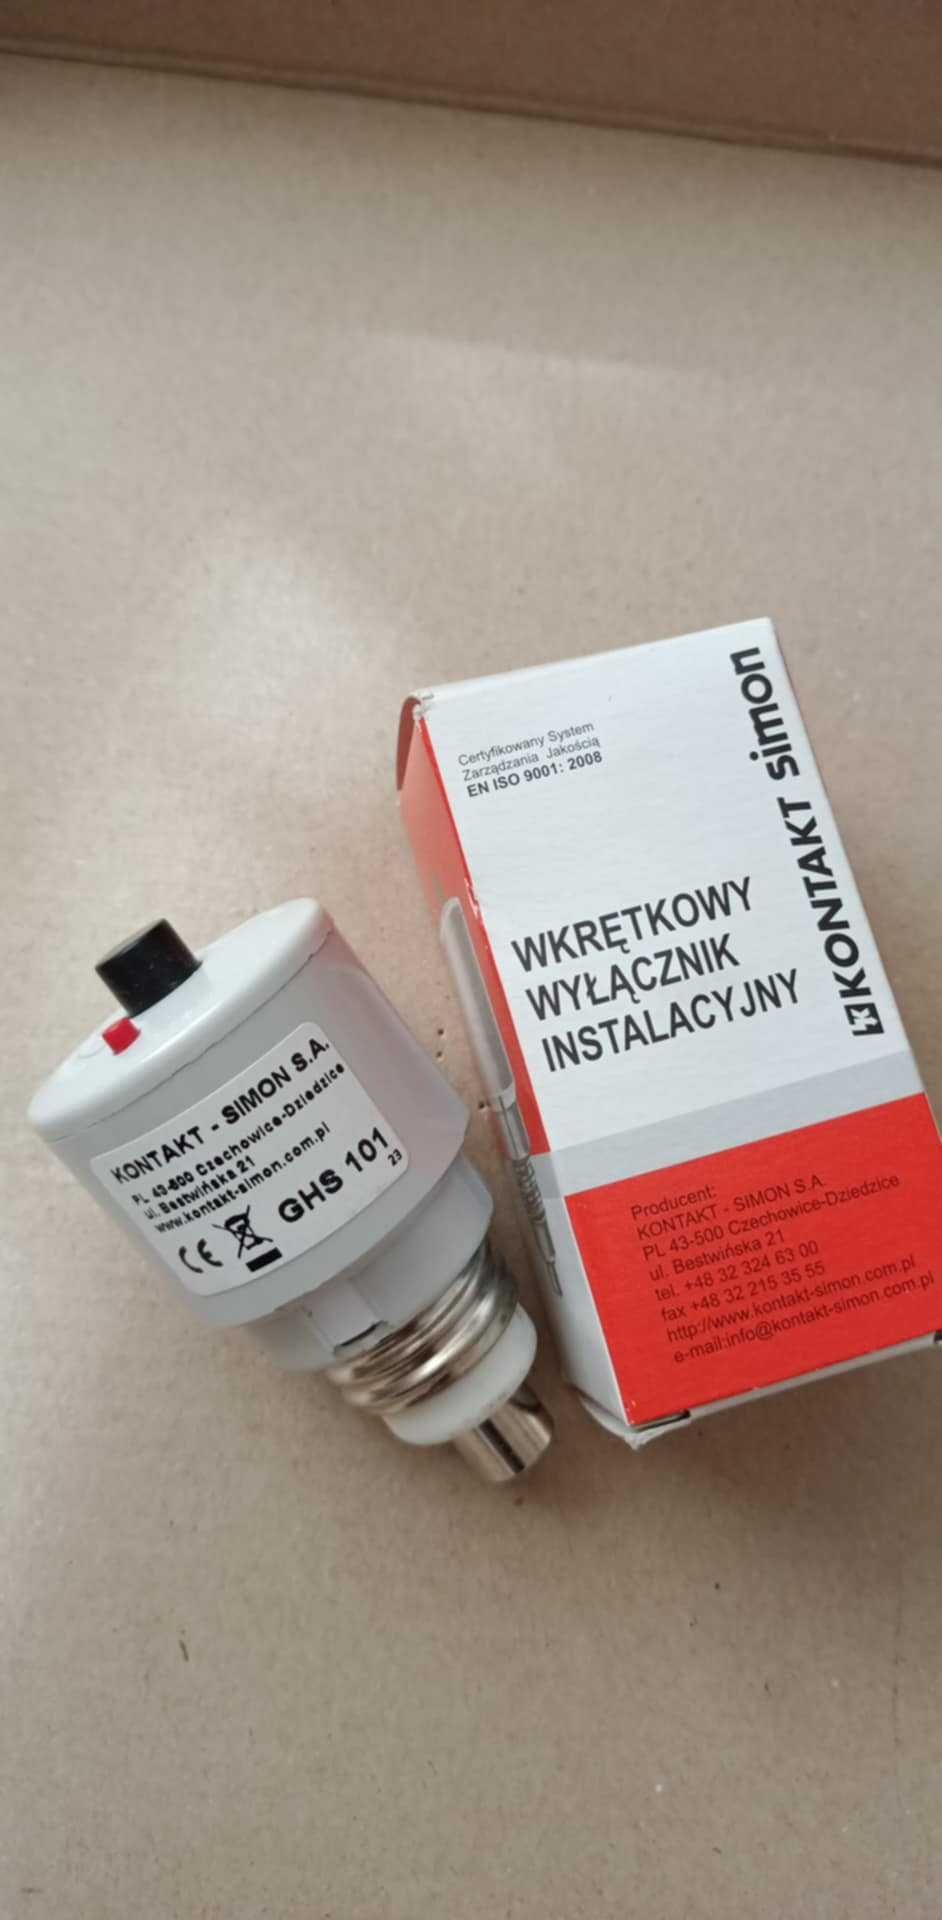 Certyfikowany System
Zarządzania Jakością
EN ISO 9001: 2008
WKRĘTKOWY
WYŁĄCZNIK
INSTALACYJNY
KONTAKT simon
Producent:
KONTAKT - SIMON S.A.
PL 43-500 Czechowice-Dziedzice
ul. Bestwińska 21
tel. +48 32 324 63 00
fax +48 32 215 35 55
http://www.kontakt-simon.com.pl
e-mail:info@kontakt-simon.com.pl
KONTAKT - SIMON S.A.
PL 43-500 Czechowice-Dziedzice
ul. Bestwińska 21
www.kontakt-simon.com.pl
CE GHS 101
23